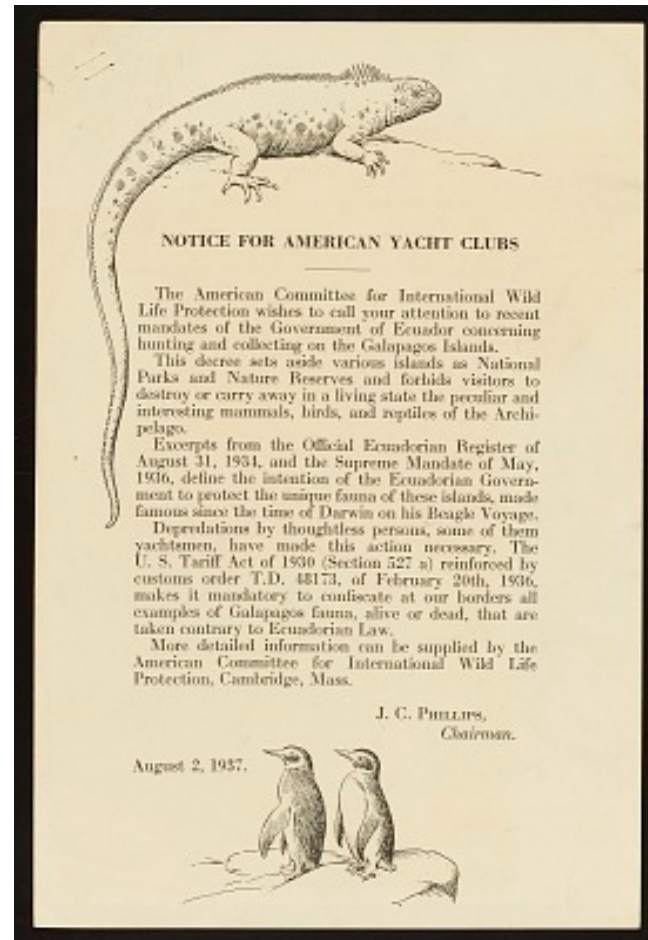 NOTICE FOR AMERICAN YACHT CLUBS
The American Committee for International Wild
Life Protection wishes to call your attention to recent
mandates of the Government of Ecuador concerning
hunting and collecting on the Galapagos Islands.
This decree sets aside various islands as National
Parks and Nature Reserves and forbids visitors to
destroy or carry away in a living state the peculiar and
interesting mammals, birds, and reptiles of the Archi-
pelago.
Excerpts from the Official Ecuadorian Register of
August 31, 1934, and the Supreme Mandate of May,
1936, define the intention of the Ecuadorian Govern-
ment to protect the unique fauna of these islands, made
famous since the time of Darwin on his Beagle Voyage.
Depredations by thoughtless persons, some of them
yachtsmen, have made this action necessary. The
U. S. Tariff Act of 1930 (Section 527 a) reinforced by
customs order T.D. 48173, of February 20th, 1936,
makes it mandatory to confiscate at our borders all
examples of Galapagos fauna, alive or dead, that are
taken contrary to Ecuadorian Law.
More detailed information can be supplied by the
American Committee for International Wild Life
Protection, Cambridge, Mass.
J. C. PHILLIPS,
Chairman.
August 2, 1937.